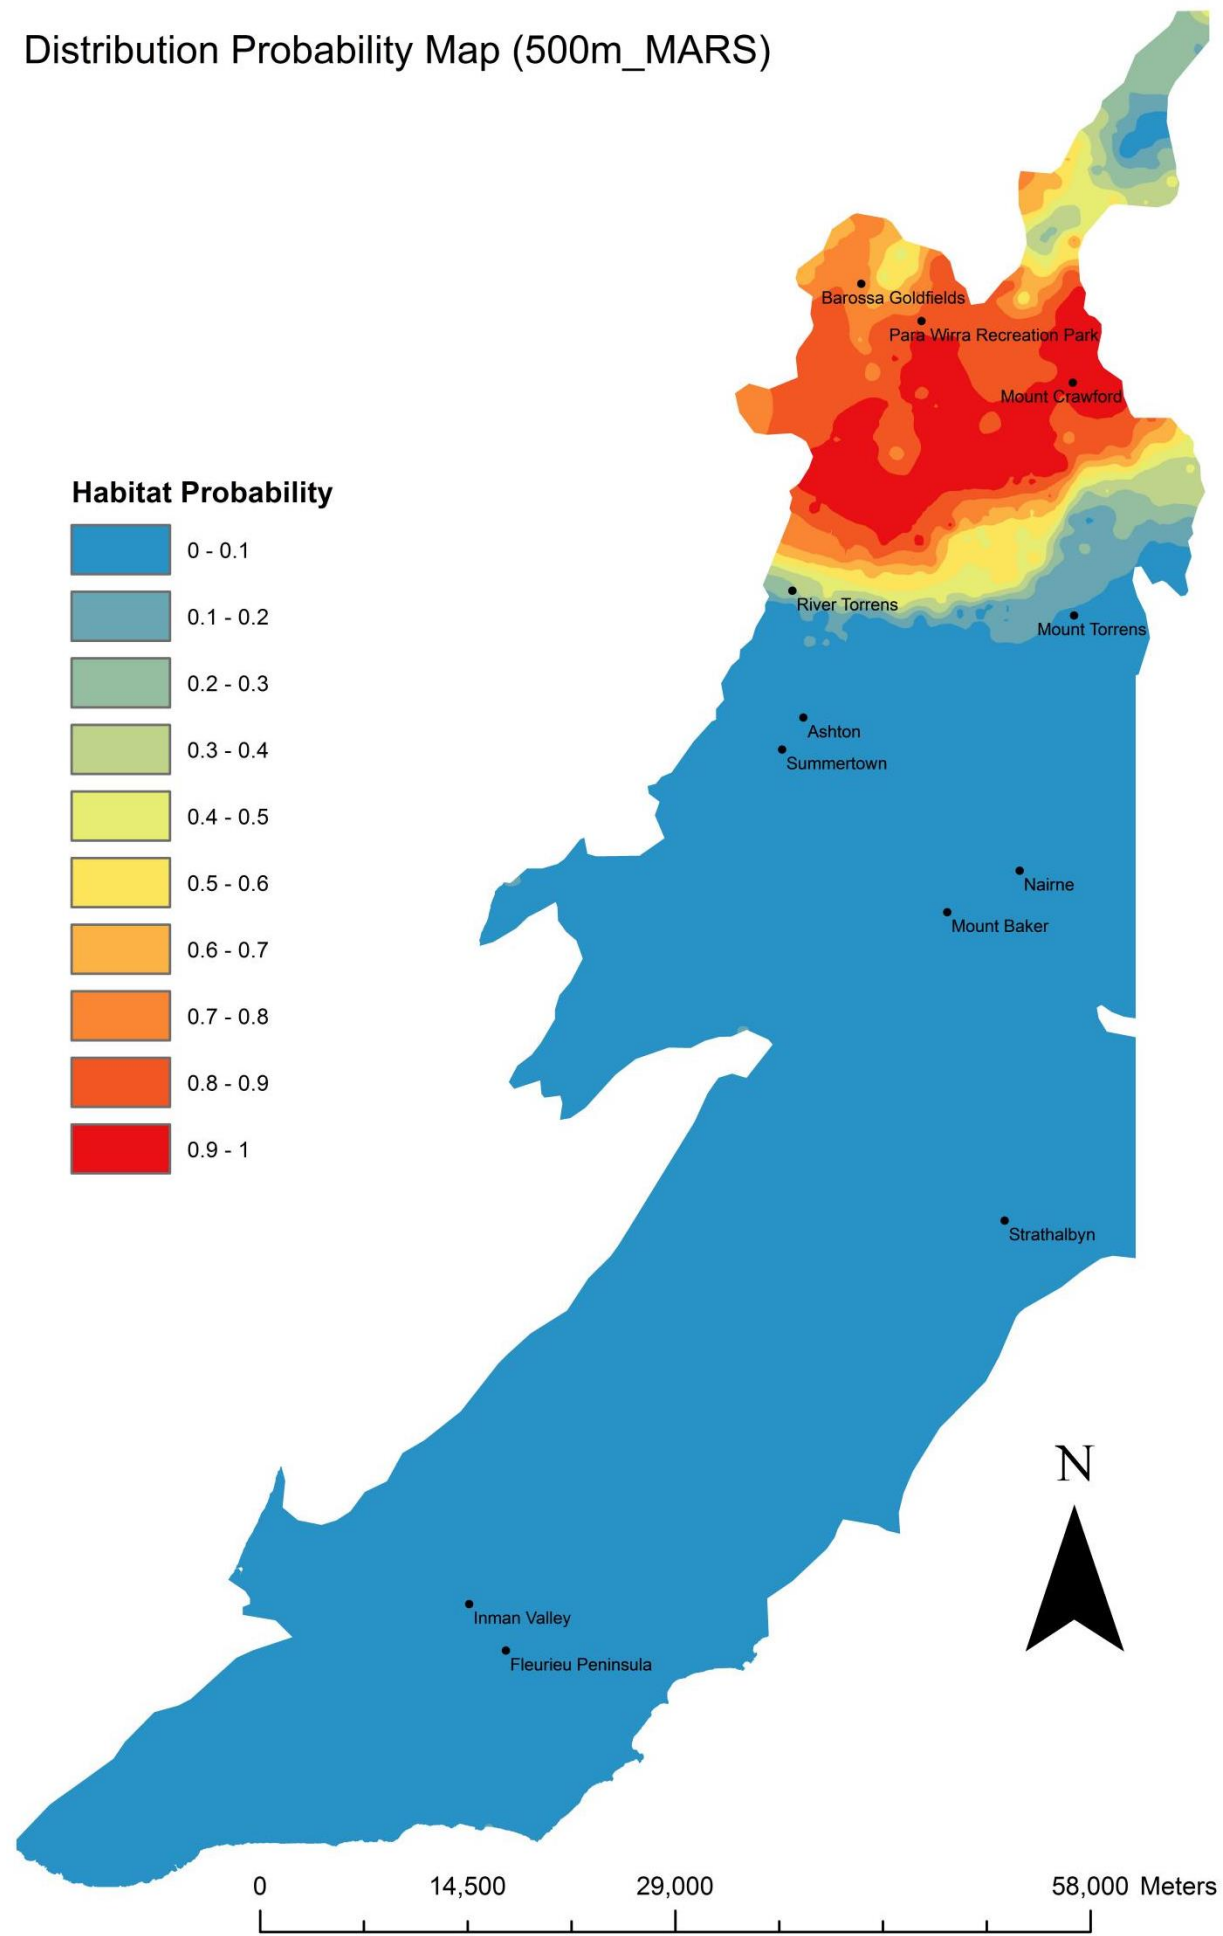 Distribution Probability Map (500m_MARS)
Barossa Goldfields
Para Wirra Recreation Park
Mount Crawford
Habitat Probability
0 - 0.1
0.1 - 0.2
0.2 - 0.3
0.3 - 0.4
0.4 - 0.5
0.5 - 0.6
0.6 - 0.7
0.7 - 0.8
0.8 - 0.9
0.9 - 1
River Torrens
Mount Torrens
Ashton
Summertown
Nairne
Mount Baker
Strathalbyn
N
Inman Valley
Fleurieu Peninsula
0 14,500 29,000 58,000 Meters